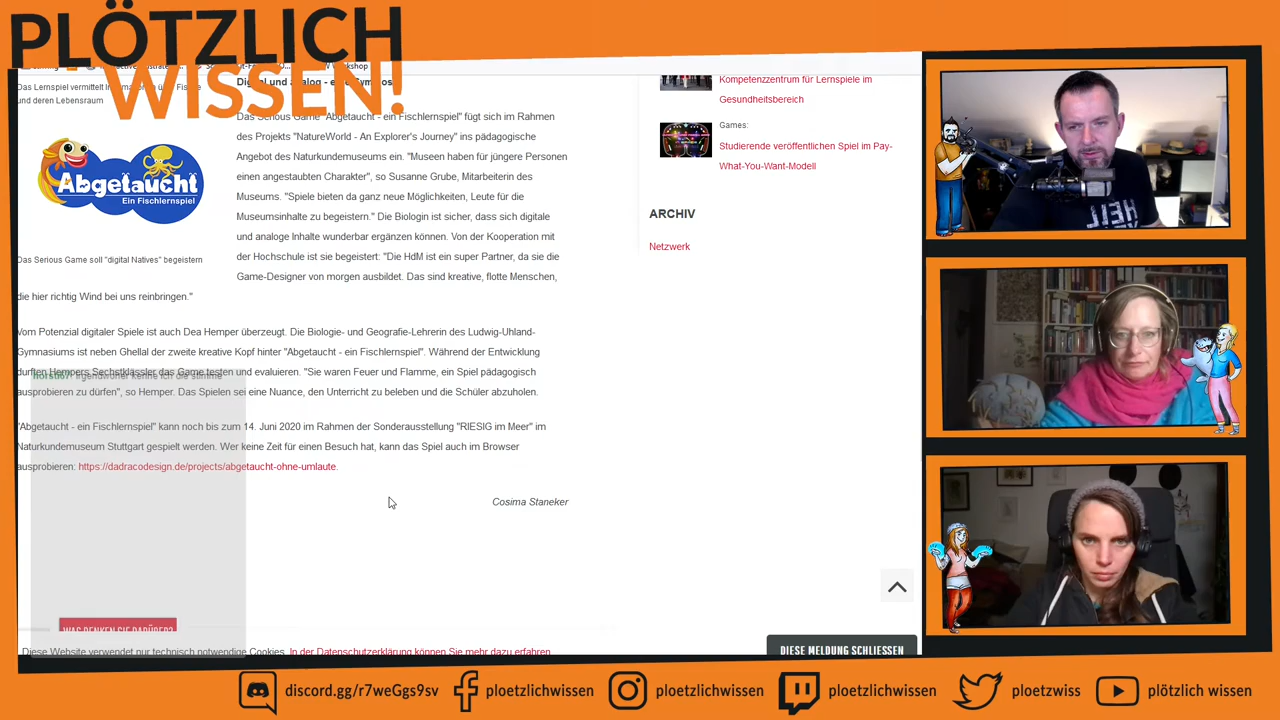 PLÖTZLICH
WISSEN!
Workshop
Das Lernspiel vermittelt
und deren Lebensraum
Abgetaucht
Ein Fischlernspiel
Das Serious Game soll "digital Natives" begeistern
Digital und analog - eine
Das Serious Game "Abgetaucht - ein Fischlernspiel" fügt sich im Rahmen
des Projekts "NatureWorld - An Explorer's Journey" ins pädagogische
Angebot des Naturkundemuseums ein. "Museen haben für jüngere Personen
einen angestaubten Charakter", so Susanne Grube, Mitarbeiterin des
Museums. "Spiele bieten da ganz neue Möglichkeiten, Leute für die
Museumsinhalte zu begeistern." Die Biologin ist sicher, dass sich digitale
und analoge Inhalte wunderbar ergänzen können. Von der Kooperation mit
der Hochschule ist sie begeistert: "Die HdM ist ein super Partner, da sie die
Game-Designer von morgen ausbildet. Das sind kreative, flotte Menschen,
die hier richtig Wind bei uns reinbringen."
Vom Potenzial digitaler Spiele ist auch Dea Hemper überzeugt. Die Biologie- und Geografie-Lehrerin des Ludwig-Uhland-
Gymnasiums ist neben Ghellal der zweite kreative Kopf hinter "Abgetaucht - ein Fischlernspiel". Während der Entwicklung
durften Hempers Sechstklässler das Game testen und evaluieren. "Sie waren Feuer und Flamme, ein Spiel pädagogisch
horstio7: Irgendwoher kenne ich die stimme
ausprobieren zu dürfen", so Hemper. Das Spielen sei eine Nuance, den Unterricht zu beleben und die Schüler abzuholen.
"Abgetaucht - ein Fischlernspiel" kann noch bis zum 14. Juni 2020 im Rahmen der Sonderausstellung "RIESIG im Meer" im
Naturkundemuseum Stuttgart gespielt werden. Wer keine Zeit für einen Besuch hat, kann das Spiel auch im Browser
ausprobieren: https://dadracodesign.de/projects/abgetaucht-ohne-umlaute.
Cosima Staneker
Kompetenzzentrum für Lernspiele im
Gesundheitsbereich
Games:
Studierende veröffentlichen Spiel im Pay-
What-You-Want-Modell
ARCHIV
Netzwerk
WAS DENKEN SIE DARÜBER?
Diese Website verwendet nur technisch notwendige Cookies. In der Datenschutzerklärung können Sie mehr dazu erfahren.
DIESE MELDUNG SCHLIESSEN
discord.gg/r7weGgs9sv
ploetzlichwissen
ploetzlichwissen
ploetzlichwissen
ploetzwiss
plötzlich wissen